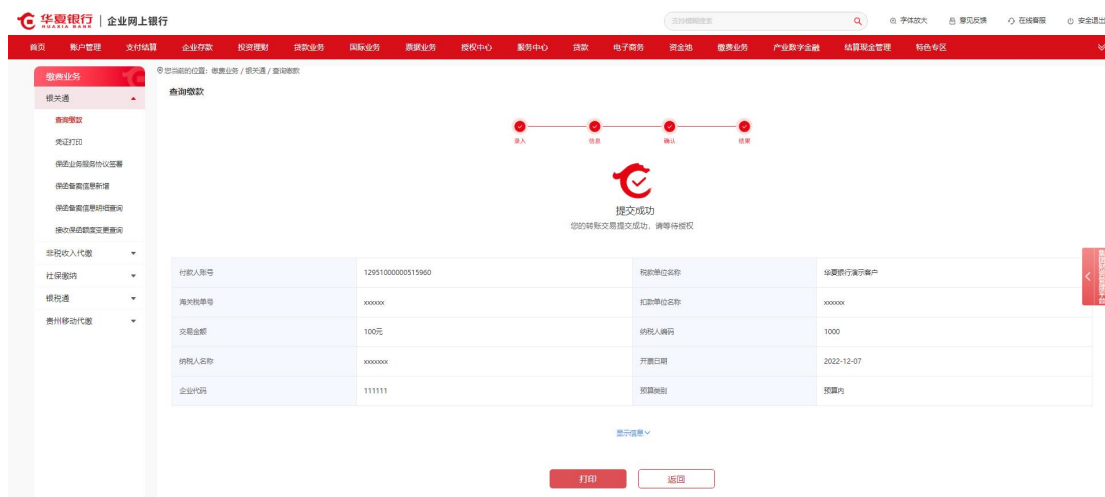 华夏银行 | 企业网上银行
HUAXIA BANK
支持模糊搜索
字体放大 意见反馈 在线客服 安全退出
首页 账户管理 支付结算 企业存款 投资理财 贷款业务 国际业务 票据业务 授权中心 服务中心 贷款 电子商务 资金池 缴费业务 产业数字金融 结算现金管理 特色专区
缴费业务
银关通
查询缴款
凭证打印
保函业务服务协议签署
保函备案信息新增
保函备案信息明细查询
接收保函额度变更查询
非税收入代缴
社保缴纳
银税通
贵州移动代缴
您当前的位置：缴费业务 / 银关通 / 查询缴款
查询缴款
录入 信息 确认 结果
提交成功
您的转账交易提交成功，请等待授权
付款人账号 12951000000515960 税款单位名称 华夏银行演示客户
海关税单号 xxxxxx 扣款单位名称 xxxxxx
交易金额 100元 纳税人编码 1000
纳税人名称 xxxxxxx 开票日期 2022-12-07
企业代码 111111 预算类别 预算内
显示信息
打印 返回